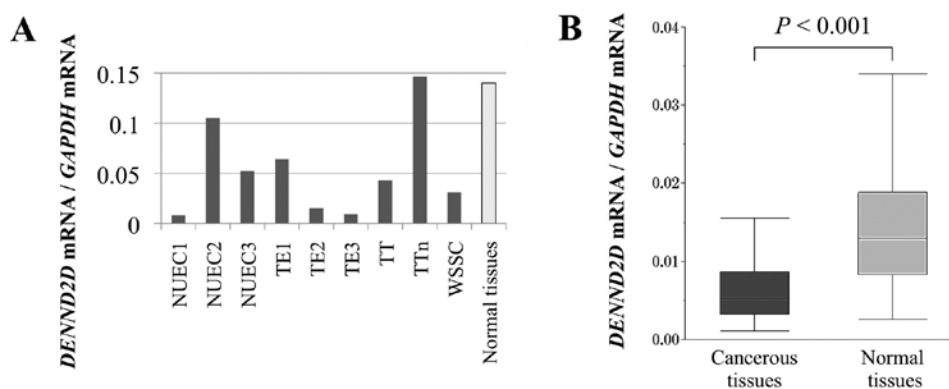 A
DENND2D mRNA / GAPDH mRNA
0.15
0.1
0.05
0
NUEC1
NUEC2
NUEC3
TE1
TE2
TE3
TT
TTn
WSSC
Normal tissues
B
DENND2D mRNA / GAPDH mRNA
P < 0.001
0.04
0.03
0.02
0.01
0.00
Cancerous
tissues
Normal
tissues